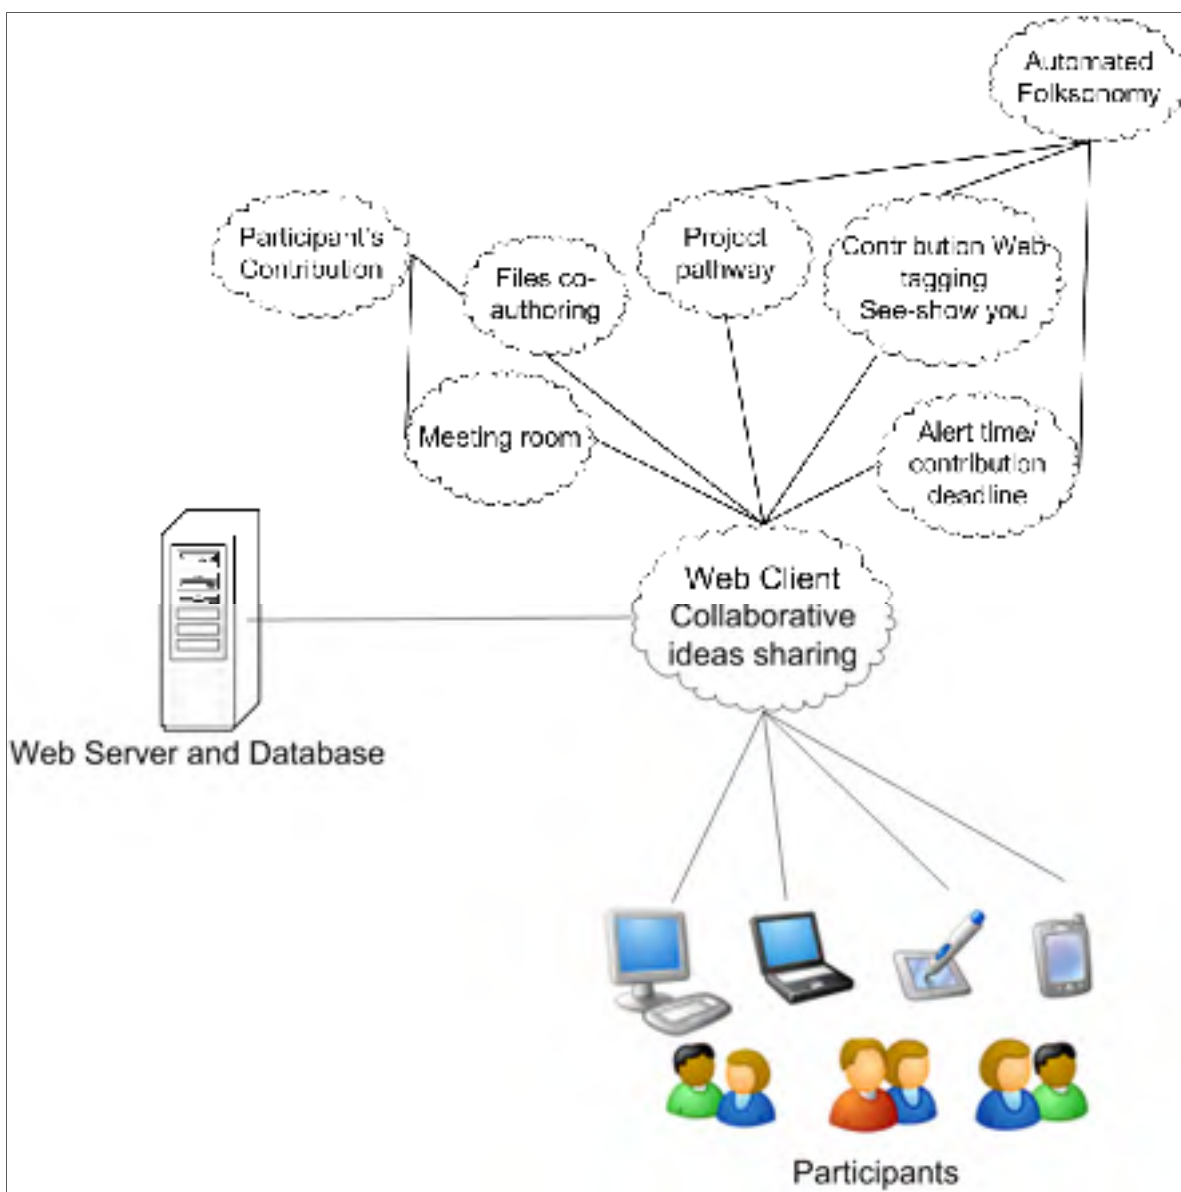 Automated
Folksonomy
Participant's
Contribution
Files co-
authoring
Project
pathway
Contribution Web
tagging
See-show you
Meeting room
Alert time/
contribution
deadline
Web Client
Collaborative
ideas sharing
Web Server and Database
Participants